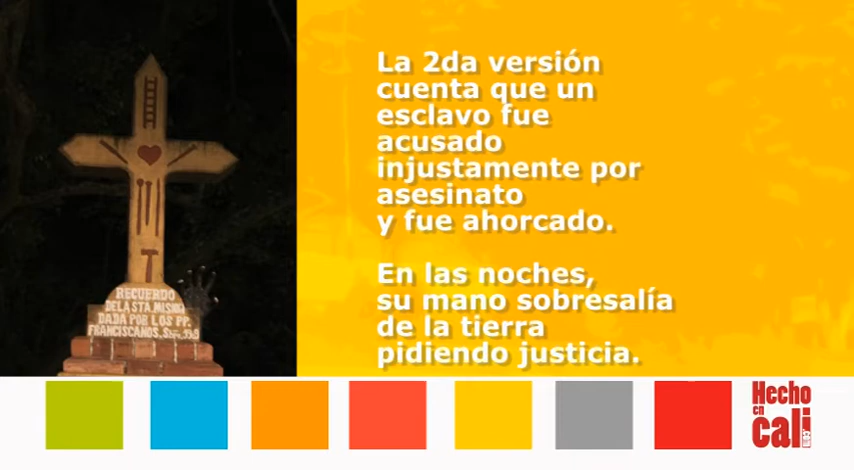 La 2da versión
cuenta que un
esclavo fue
acusado
injustamente por
asesinato
y fue ahorcado.
En las noches,
su mano sobresalía
de la tierra
pidiendo justicia.
RECUERDO
DE LA STA. MISION
DADA POR LOS PP.
FRANCISCANOS,
Hecho
en
cali
.com